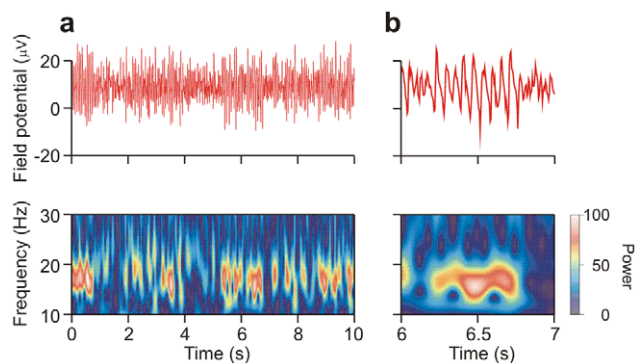 a
b
Field potential (μV)
20
0
-20
Frequency (Hz)
30
20
10
0 2 4 6 8 10
Time (s)
6 6.5 7
Time (s)
100
50
0
Power